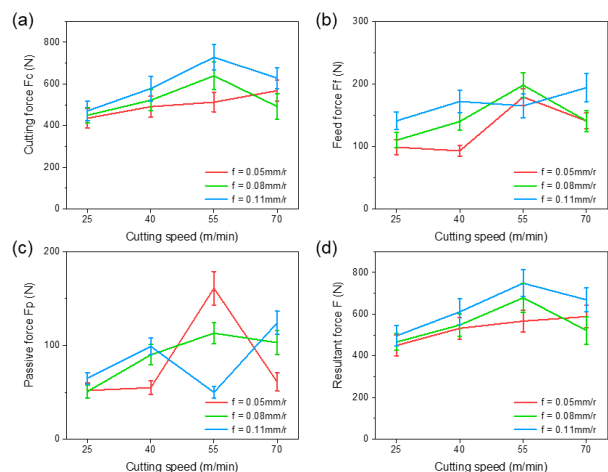 (a)
Cutting force Fc (N)
800
600
400
200
0
f = 0.05mm/r
f = 0.08mm/r
f = 0.11mm/r
25 40 55 70
Cutting speed (m/min)
(b)
Feed force Ff (N)
300
200
100
0
f = 0.05mm/r
f = 0.08mm/r
f = 0.11mm/r
25 40 55 70
Cutting speed (m/min)
(c)
Passive force Fp (N)
200
100
0
f = 0.05mm/r
f = 0.08mm/r
f = 0.11mm/r
25 40 55 70
Cutting speed (m/min)
(d)
Resultant force F (N)
800
600
400
200
0
f = 0.05mm/r
f = 0.08mm/r
f = 0.11mm/r
25 40 55 70
Cutting speed (m/min)